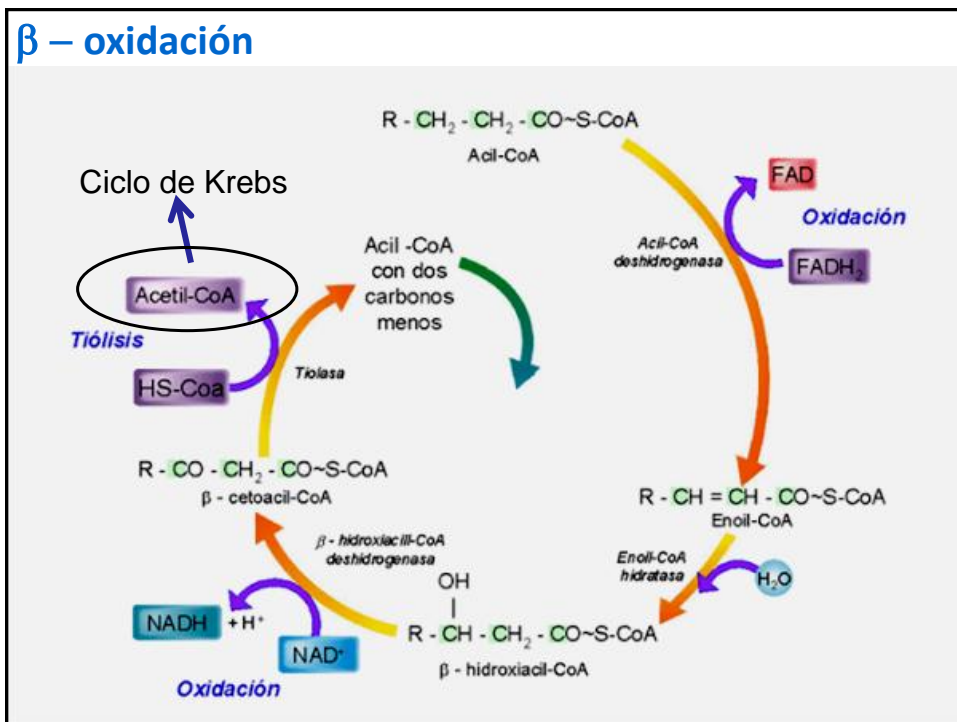 β – oxidación
R - CH₂ - CH₂ - CO~S-CoA
Acil-CoA
FAD
Oxidación
Acil-CoA
deshidrogenasa
FADH₂
Ciclo de Krebs
Acil -CoA
con dos
carbonos
menos
Acetil-CoA
Tiólisis
HS-Coa
Tiolasa
R - CO - CH₂ - CO~S-CoA
β - cetoacil-CoA
R - CH = CH - CO~S-CoA
Enoil-CoA
Enoil-CoA
hidratasa
H₂O
β - hidroxiacill-CoA
deshidrogenasa
OH
R - CH - CH₂ - CO~S-CoA
β - hidroxiacil-CoA
NADH + H⁺
NAD⁺
Oxidación